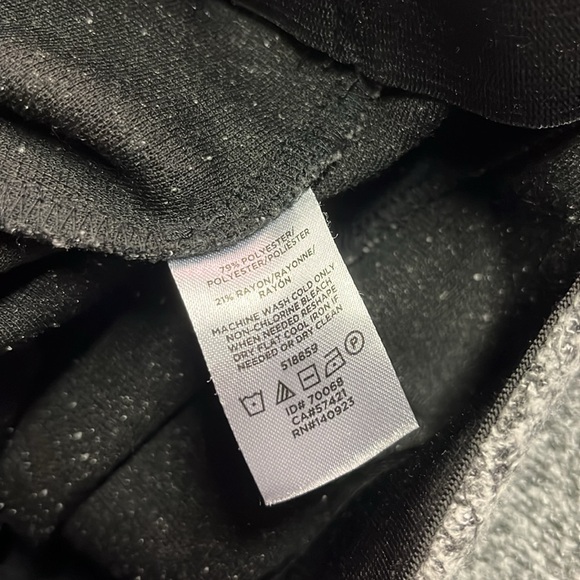 79% POLYESTER/
POLYESTER/POLIÉSTER
21% RAYON/RAYONNE/
RAYÓN
MACHINE WASH COLD ONLY
NON-CHLORINE BLEACH
WHEN NEEDED RESHAPE
DRY FLAT COOL IRON IF
NEEDED OR DRY CLEAN
518659
P
ID# 70068
CA#57421
RN#140923